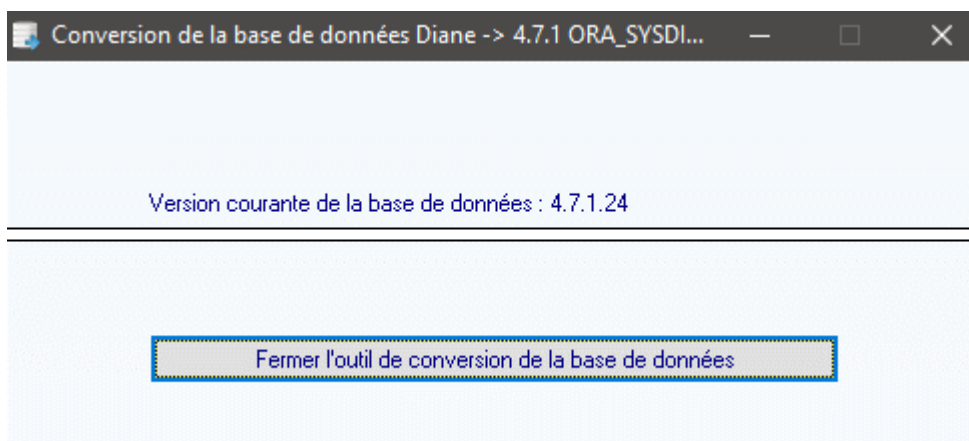 Conversion de la base de données Diane -> 4.7.1 ORA_SYSDI...
Version courante de la base de données : 4.7.1.24
Fermer l'outil de conversion de la base de données